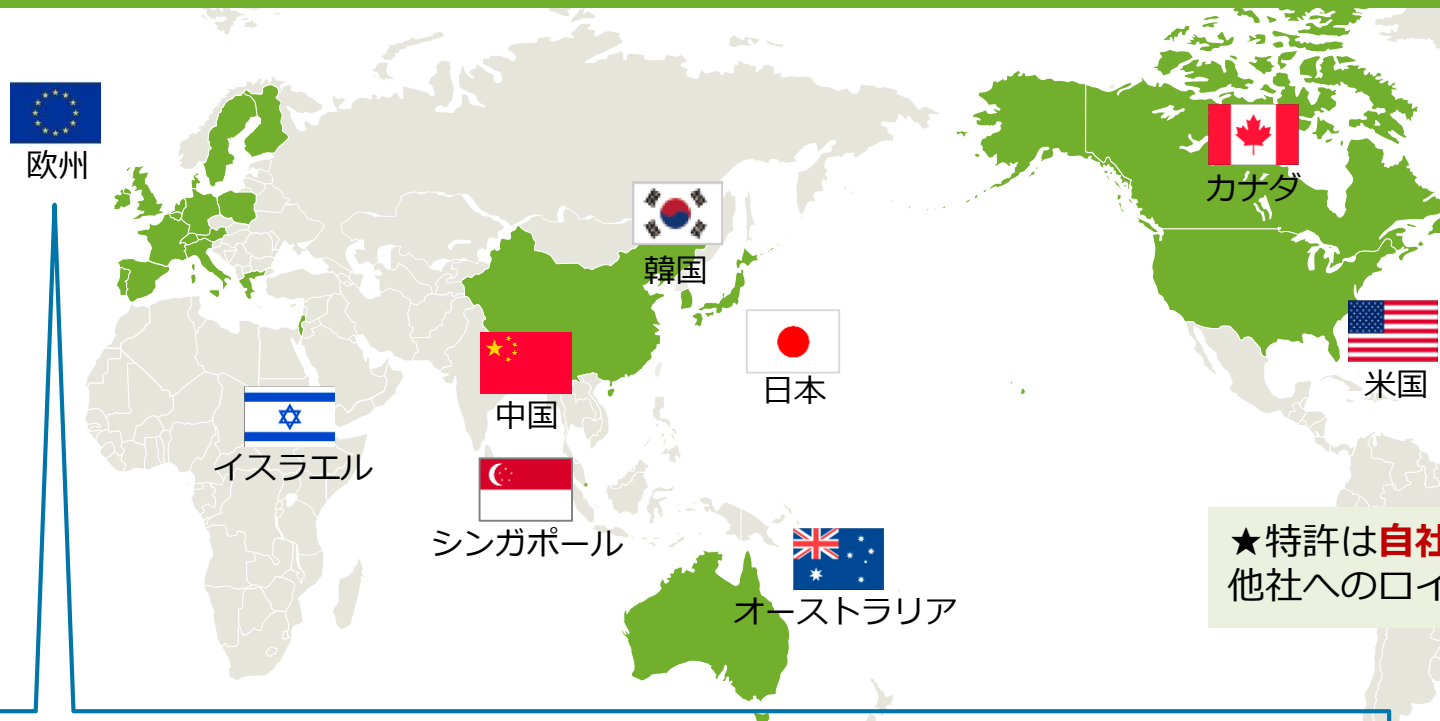 欧州
カナダ
韓国
米国
日本
中国
イスラエル
シンガポール
★特許は自社
他社へのロイ
オーストラリア